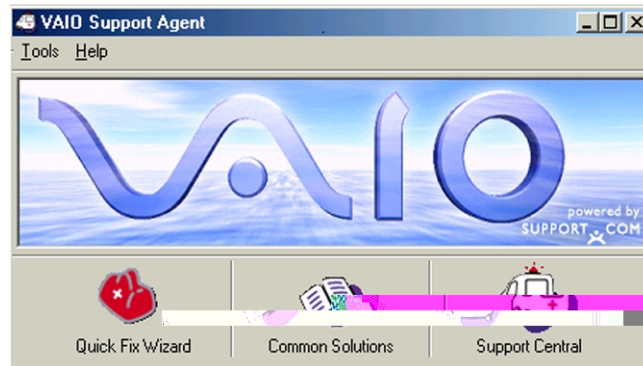 VAIO Support Agent
Tools Help
VAIO
powered by
SUPPORT.COM
Quick Fix Wizard Common Solutions Support Central